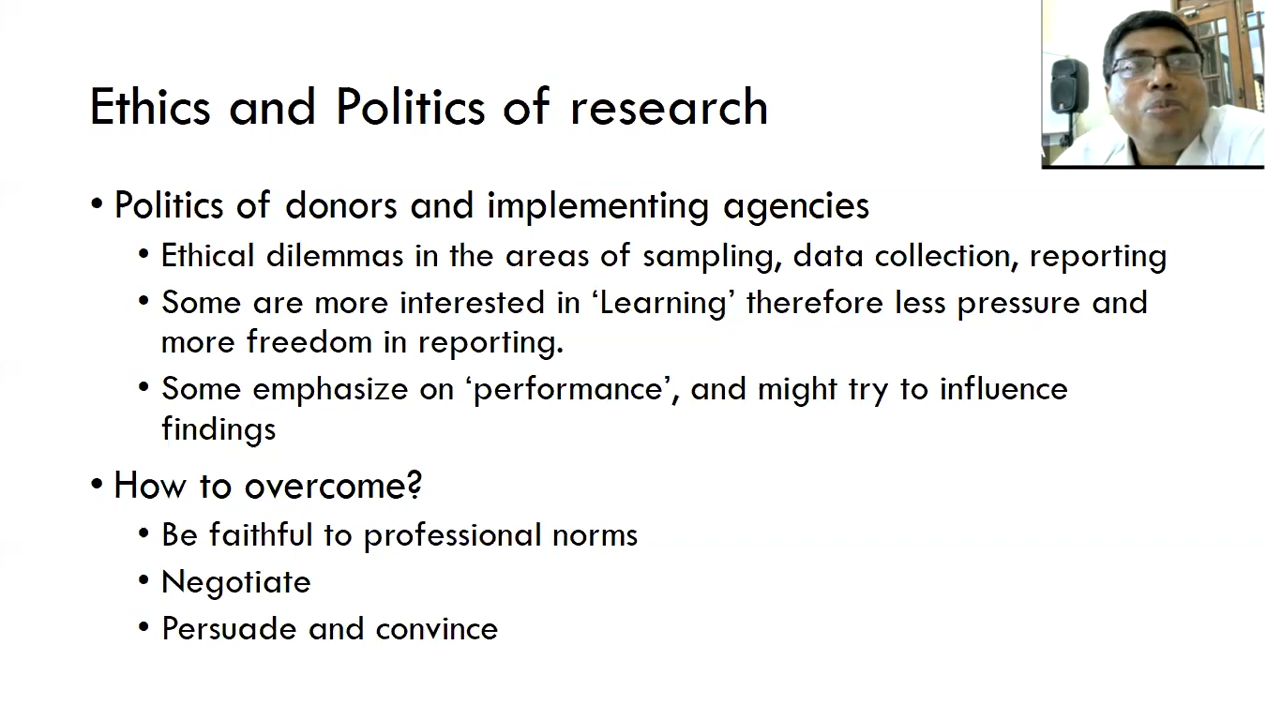 Ethics and Politics of research
• Politics of donors and implementing agencies
• Ethical dilemmas in the areas of sampling, data collection, reporting
• Some are more interested in ‘Learning’ therefore less pressure and
more freedom in reporting.
• Some emphasize on ‘performance’, and might try to influence
findings
• How to overcome?
• Be faithful to professional norms
• Negotiate
• Persuade and convince